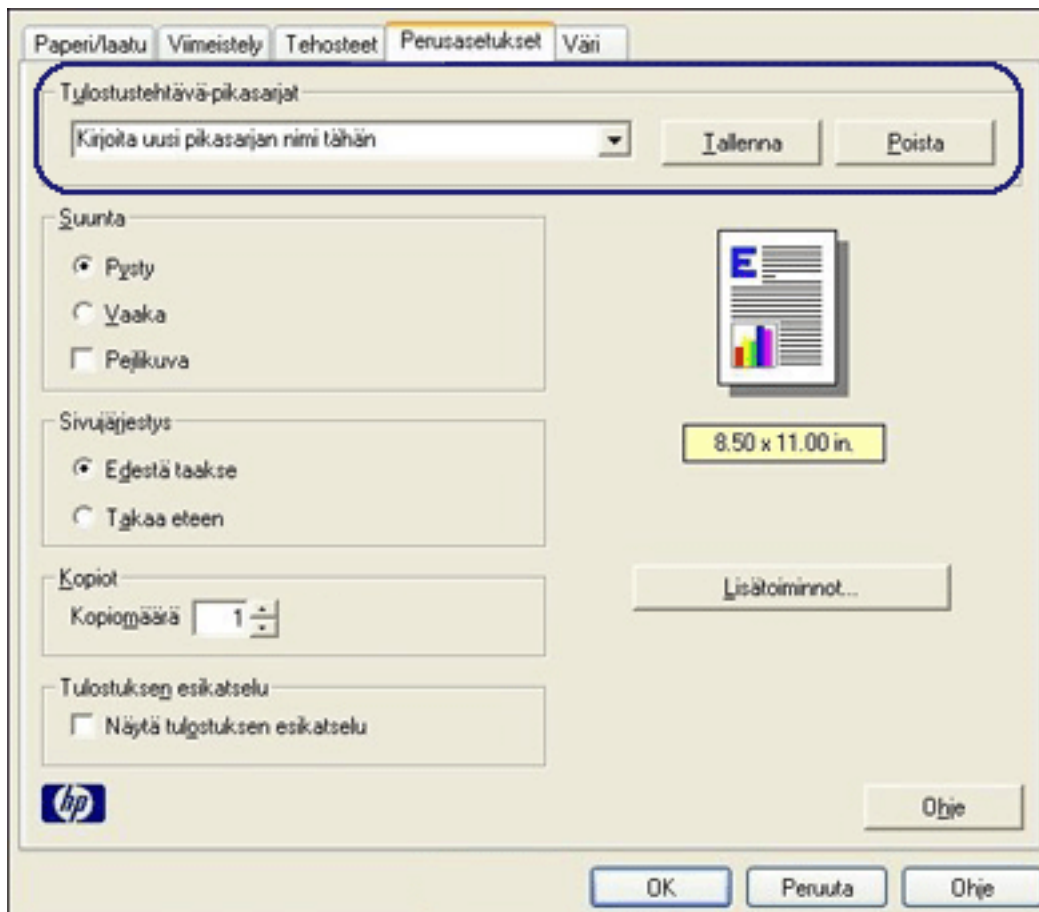 Paperi/laatu Viimeistely Tehosteet Perusasetukset Väri
Tulostustehtävä-pikasarjat
Kirjoita uusi pikasarjan nimi tähän Tallenna Poista
Suunta
Pysty
Vaaka
Peilikuva
E
Sivujärjestys
Edestä taakse
Takaa eteen
8.50 x 11.00 in.
Kopiot
Kopiomäärä 1
Lisätoiminnot...
Tulostuksen esikatselu
Näytä tulostuksen esikatselu
hp
Ohje
OK Peruuta Ohje